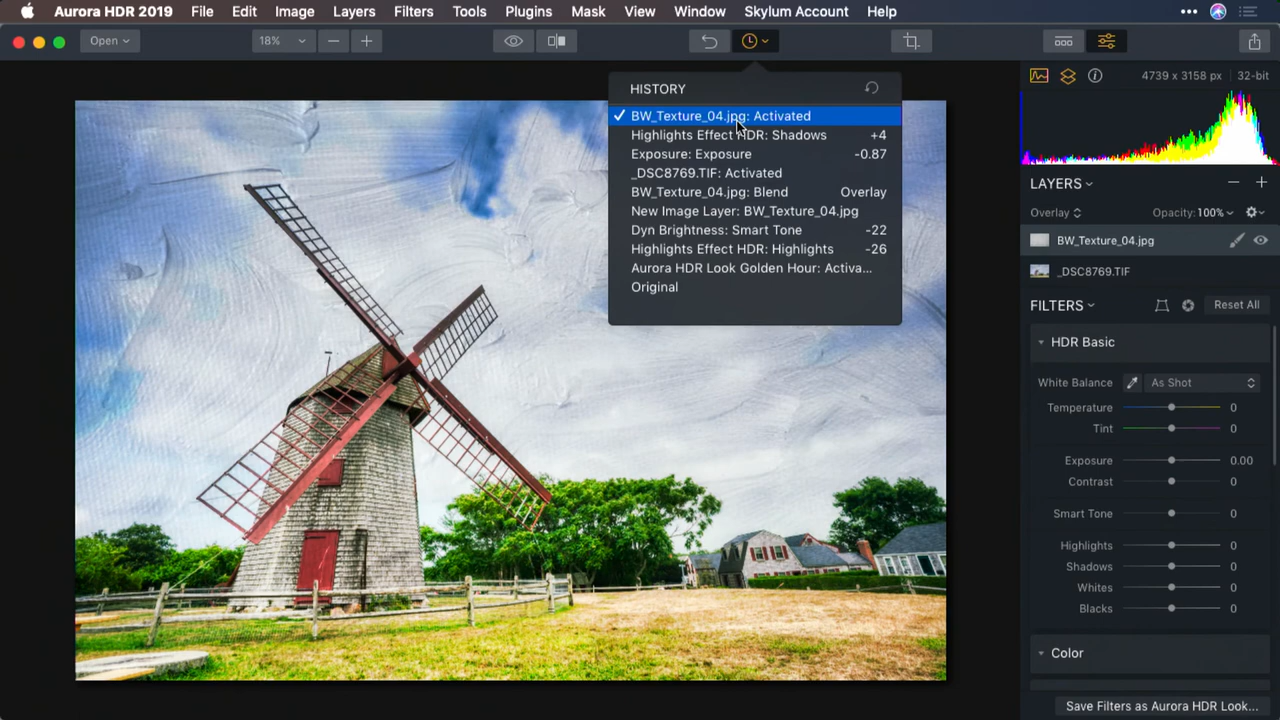 Aurora HDR 2019 File Edit Image Layers Filters Tools Plugins Mask View Window Skylum Account Help
Open 18%
4739 x 3158 px 32-bit
HISTORY
BW_Texture_04.jpg: Activated
Highlights Effect HDR: Shadows +4
Exposure: Exposure -0.87
_DSC8769.TIF: Activated
BW_Texture_04.jpg: Blend Overlay
New Image Layer: BW_Texture_04.jpg
Dyn Brightness: Smart Tone -22
Highlights Effect HDR: Highlights -26
Aurora HDR Look Golden Hour: Activa...
Original
LAYERS
Overlay Opacity: 100%
BW_Texture_04.jpg
_DSC8769.TIF
FILTERS Reset All
HDR Basic
White Balance As Shot
Temperature 0
Tint 0
Exposure 0.00
Contrast 0
Smart Tone 0
Highlights 0
Shadows 0
Whites 0
Blacks 0
Color
Save Filters as Aurora HDR Look...